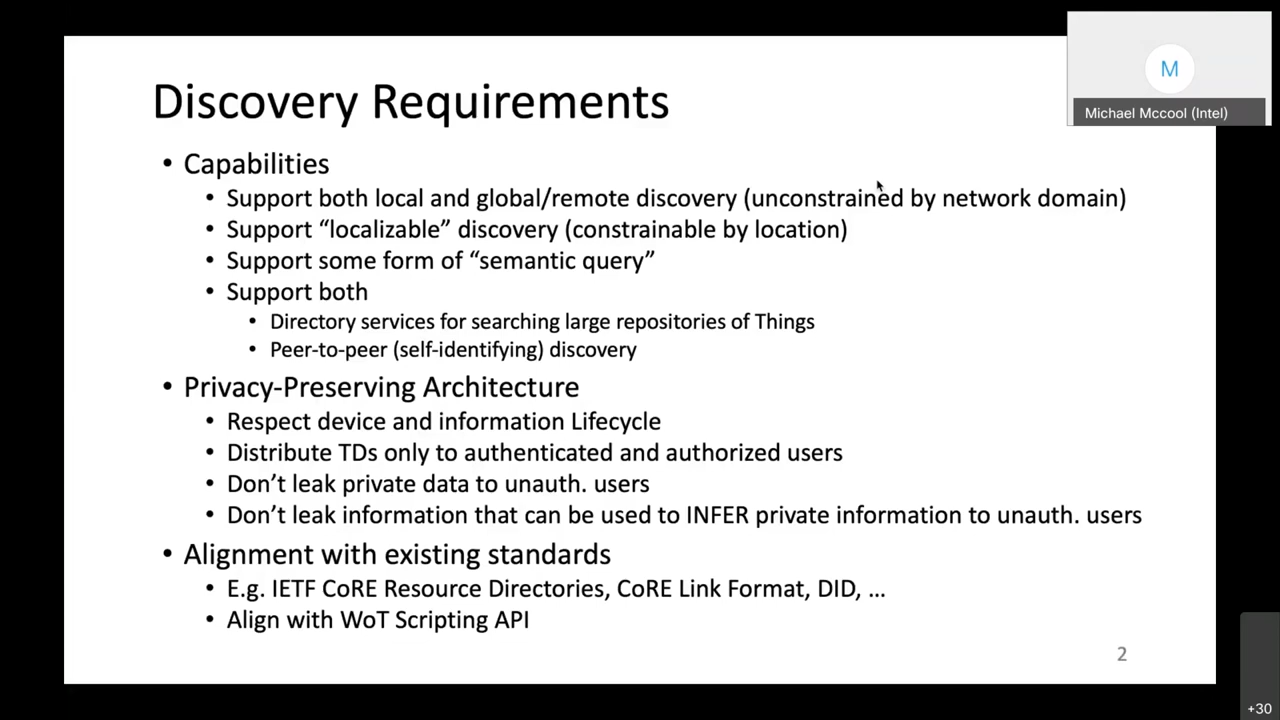 Discovery Requirements
M
Michael Mccool (Intel)
• Capabilities
• Support both local and global/remote discovery (unconstrained by network domain)
• Support “localizable” discovery (constrainable by location)
• Support some form of “semantic query”
• Support both
• Directory services for searching large repositories of Things
• Peer-to-peer (self-identifying) discovery
• Privacy-Preserving Architecture
• Respect device and information Lifecycle
• Distribute TDs only to authenticated and authorized users
• Don’t leak private data to unauth. users
• Don’t leak information that can be used to INFER private information to unauth. users
• Alignment with existing standards
• E.g. IETF CoRE Resource Directories, CoRE Link Format, DID, …
• Align with WoT Scripting API
2
+30